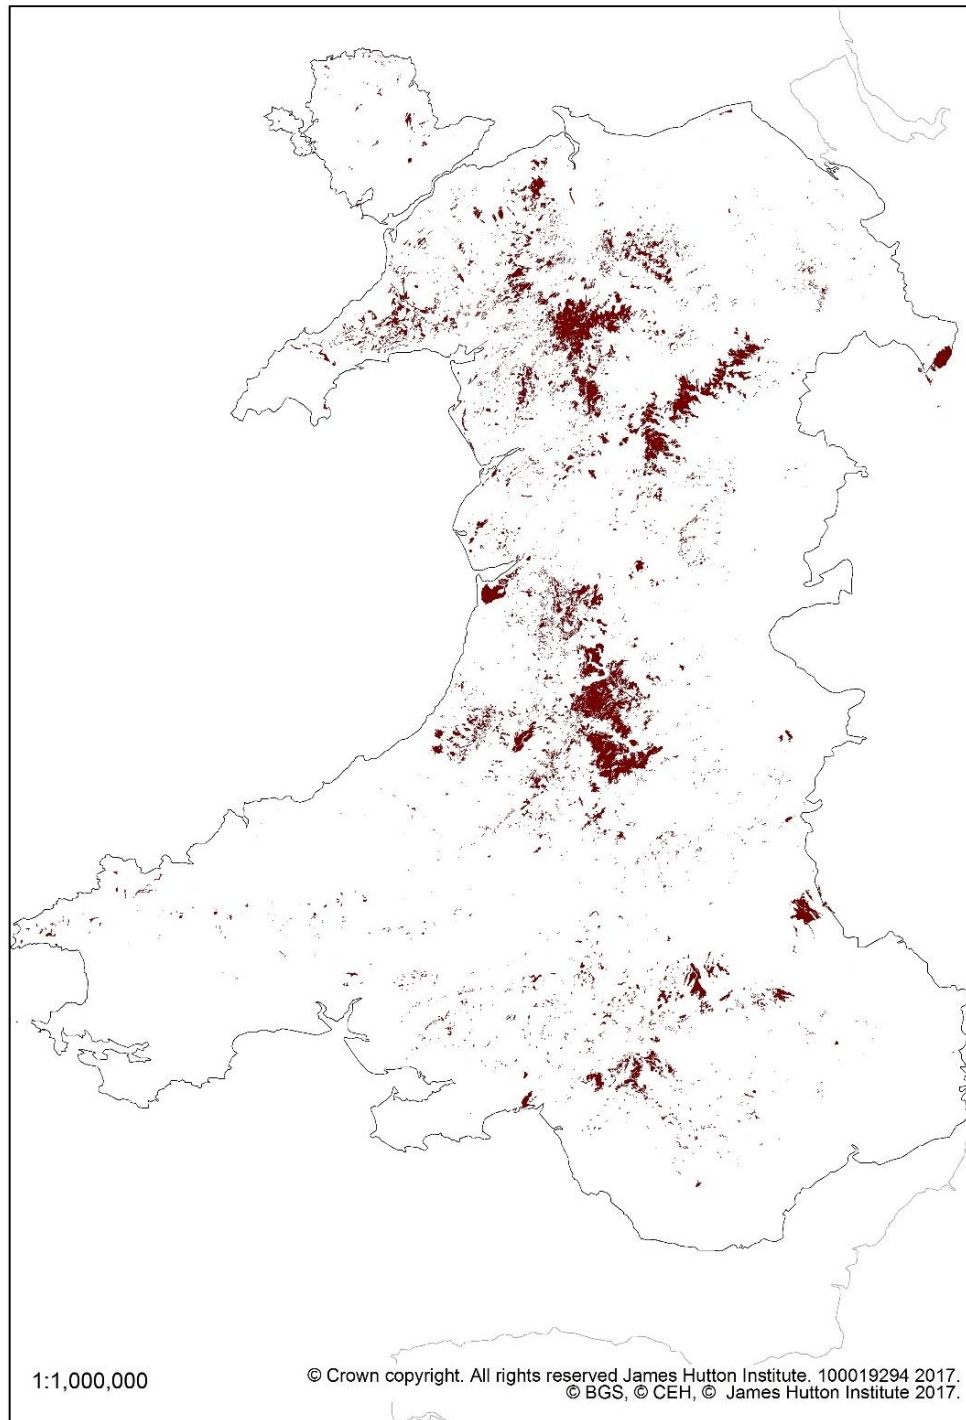 1:1,000,000
© Crown copyright. All rights reserved James Hutton Institute. 100019294 2017.
© BGS, © CEH, © James Hutton Institute 2017.